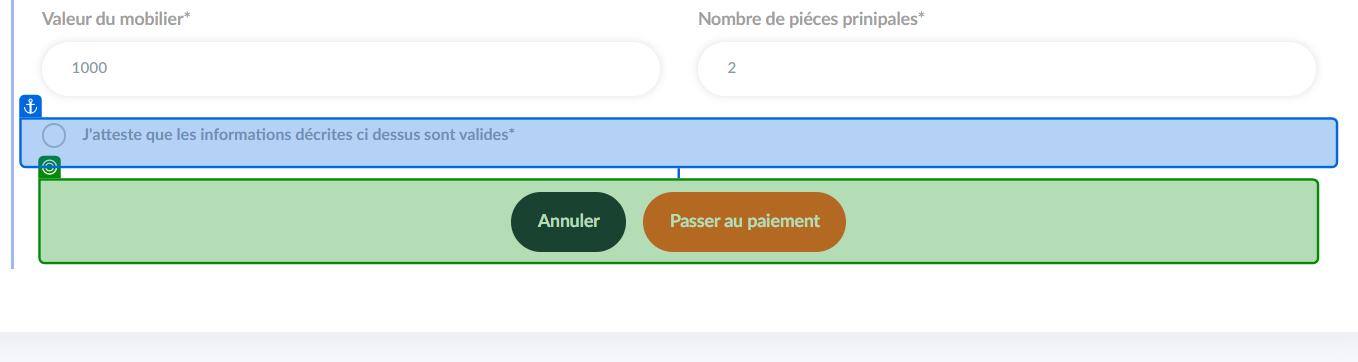 Valeur du mobilier*
Nombre de piéces prinipales*
1000
2
J'atteste que les informations décrites ci dessus sont valides*
Annuler
Passer au paiement